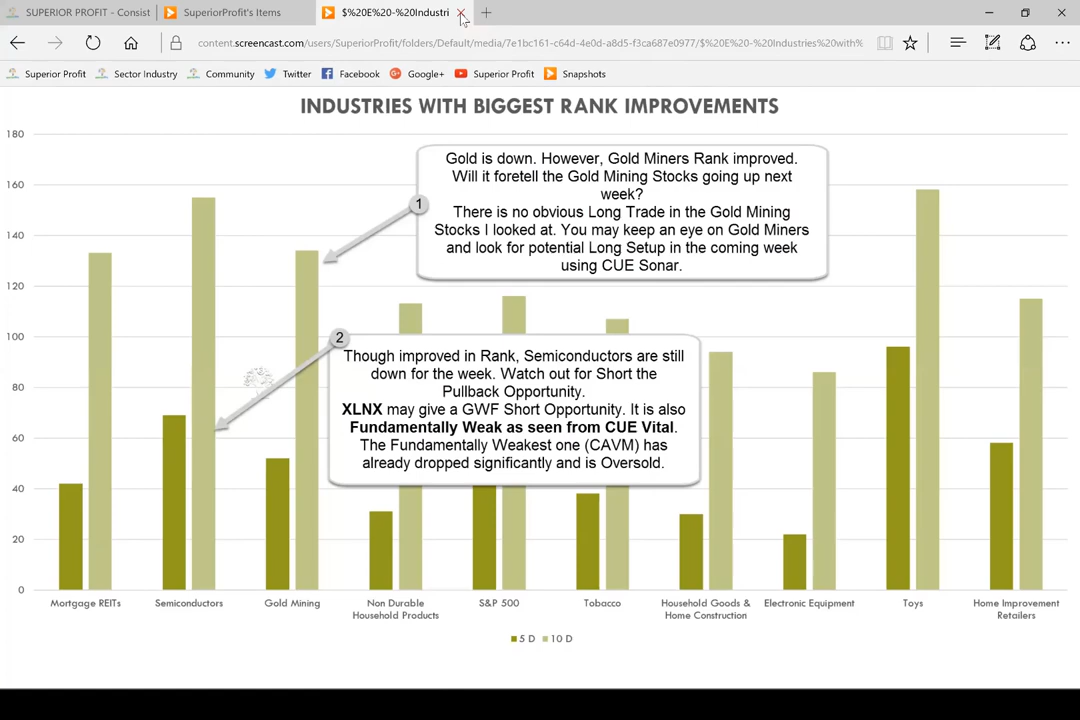 SUPERIOR PROFIT - Consist
SuperiorProfit's Items
$%20E%20-%20Industri
content.screencast.com/users/SuperiorProfit/folders/Default/media/7e1bc161-c64d-4e0d-a8d5-f3ca687e0977/$%20E%20-%20Industries%20with%
Superior Profit
Sector Industry
Community
Twitter
Facebook
Google+
Superior Profit
Snapshots
INDUSTRIES WITH BIGGEST RANK IMPROVEMENTS
180
160
140
120
100
80
60
40
20
0
1
Gold is down. However, Gold Miners Rank improved.
Will it foretell the Gold Mining Stocks going up next
week?
There is no obvious Long Trade in the Gold Mining
Stocks I looked at. You may keep an eye on Gold Miners
and look for potential Long Setup in the coming week
using CUE Sonar.
2
Though improved in Rank, Semiconductors are still
down for the week. Watch out for Short the
Pullback Opportunity.
XLNX may give a GWF Short Opportunity. It is also
Fundamentally Weak as seen from CUE Vital.
The Fundamentally Weakest one (CAVM) has
already dropped significantly and is Oversold.
Mortgage REITs
Semiconductors
Gold Mining
Non Durable
Household Products
S&P 500
Tobacco
Household Goods &
Home Construction
Electronic Equipment
Toys
Home Improvement
Retailers
5 D
10 D